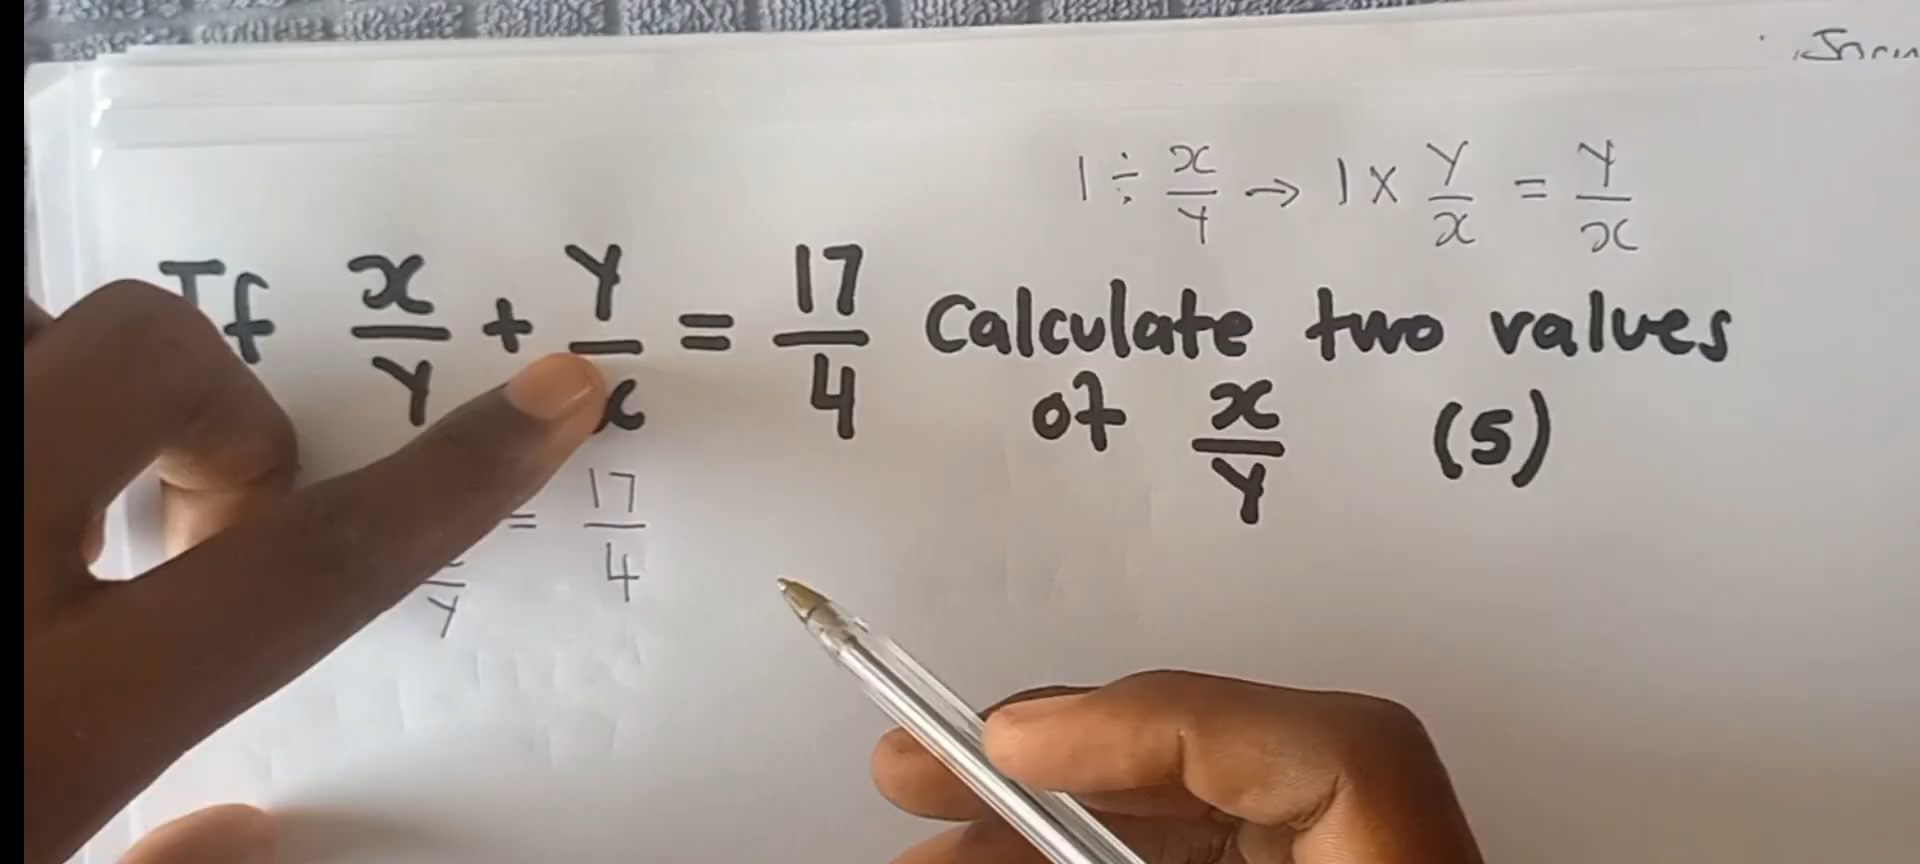 1 ÷ x/y → 1 × y/x = y/x
If x/y + y/x = 17/4 Calculate two values
of x/y (5)
/y = 17/4